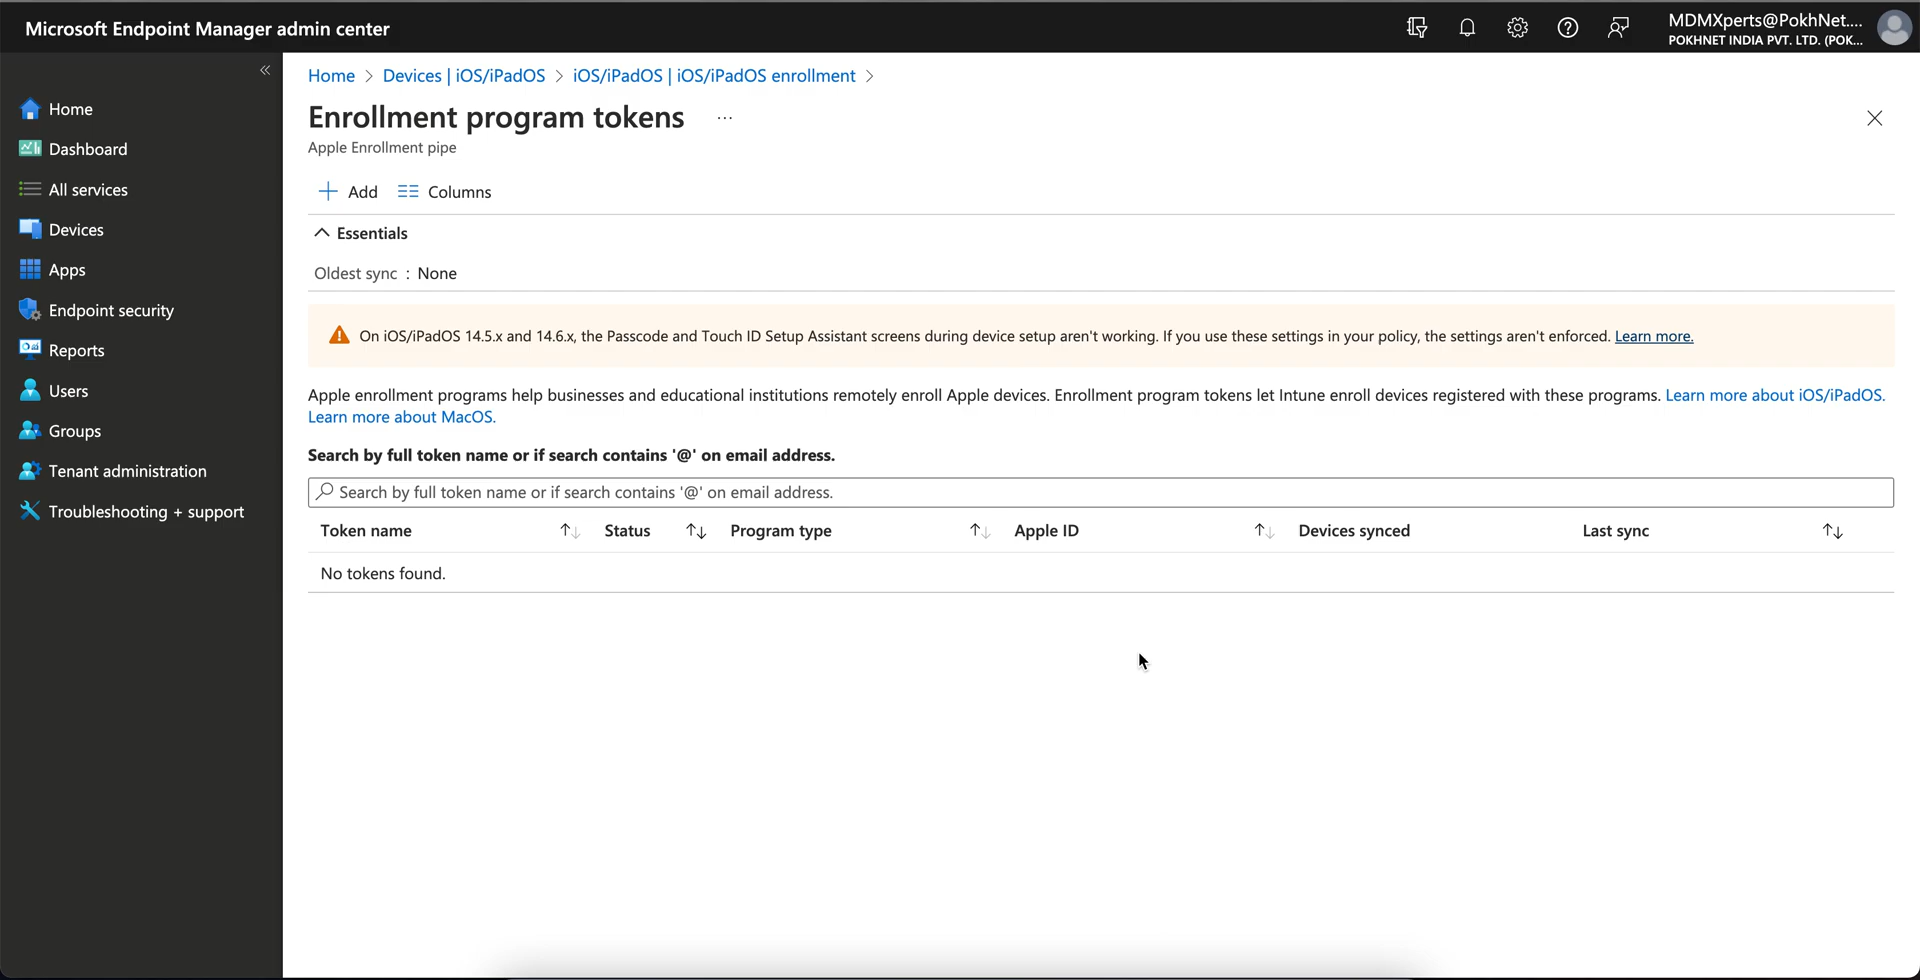 Microsoft Endpoint Manager admin center
MDMXperts@PokhNet....
POKHNET INDIA PVT. LTD. (POK...
Home
Dashboard
All services
Devices
Apps
Endpoint security
Reports
Users
Groups
Tenant administration
Troubleshooting + support
Home > Devices | iOS/iPadOS > iOS/iPadOS | iOS/iPadOS enrollment >
Enrollment program tokens ...
Apple Enrollment pipe
Add Columns
Essentials
Oldest sync : None
On iOS/iPadOS 14.5.x and 14.6.x, the Passcode and Touch ID Setup Assistant screens during device setup aren't working. If you use these settings in your policy, the settings aren't enforced. Learn more.
Apple enrollment programs help businesses and educational institutions remotely enroll Apple devices. Enrollment program tokens let Intune enroll devices registered with these programs. Learn more about iOS/iPadOS.
Learn more about MacOS.
Search by full token name or if search contains '@' on email address.
Search by full token name or if search contains '@' on email address.
Token name Status Program type Apple ID Devices synced Last sync
No tokens found.